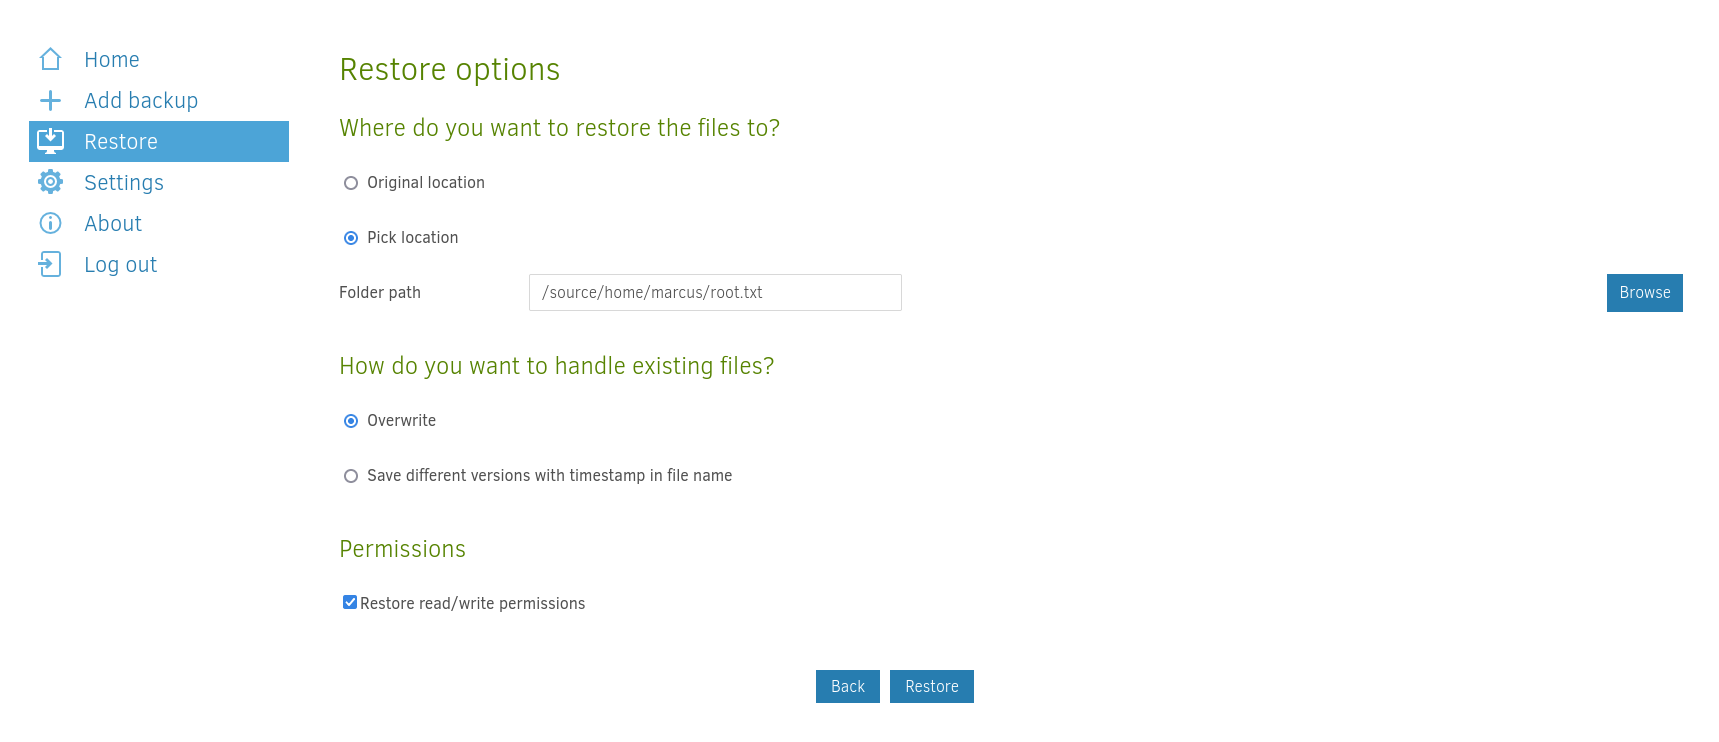 Home
Add backup
Restore
Settings
About
Log out
Restore options
Where do you want to restore the files to?
Original location
Pick location
Folder path /source/home/marcus/root.txt Browse
How do you want to handle existing files?
Overwrite
Save different versions with timestamp in file name
Permissions
Restore read/write permissions
Back Restore